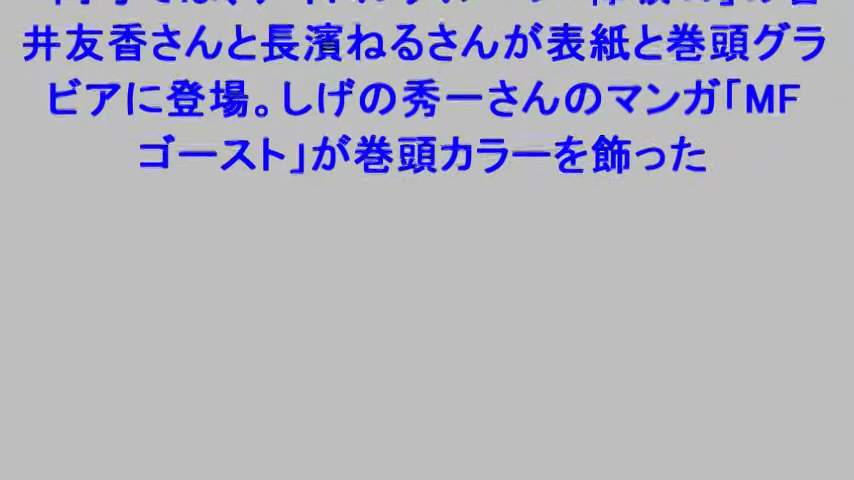 井友香さんと長濱ねるさんが表紙と巻頭グラ
ビアに登場。しげの秀一さんのマンガ「MF
ゴースト」が巻頭カラーを飾った